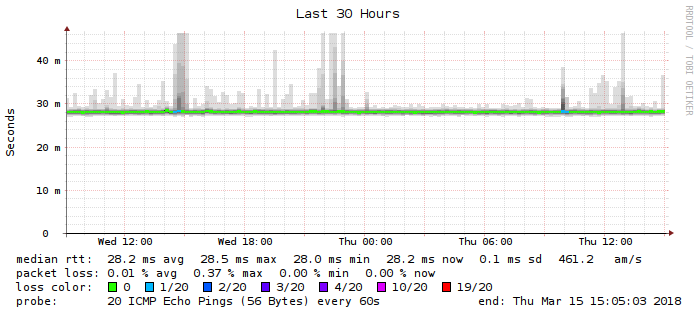 Last 30 Hours
RRDTOOL / TOBI OETIKER
Seconds
40 m
30 m
20 m
10 m
0
Wed 12:00 Wed 18:00 Thu 00:00 Thu 06:00 Thu 12:00
median rtt: 28.2 ms avg 28.5 ms max 28.0 ms min 28.2 ms now 0.1 ms sd 461.2 am/s
packet loss: 0.01 % avg 0.37 % max 0.00 % min 0.00 % now
loss color: 0 1/20 2/20 3/20 4/20 10/20 19/20
probe: 20 ICMP Echo Pings (56 Bytes) every 60s end: Thu Mar 15 15:05:03 2018